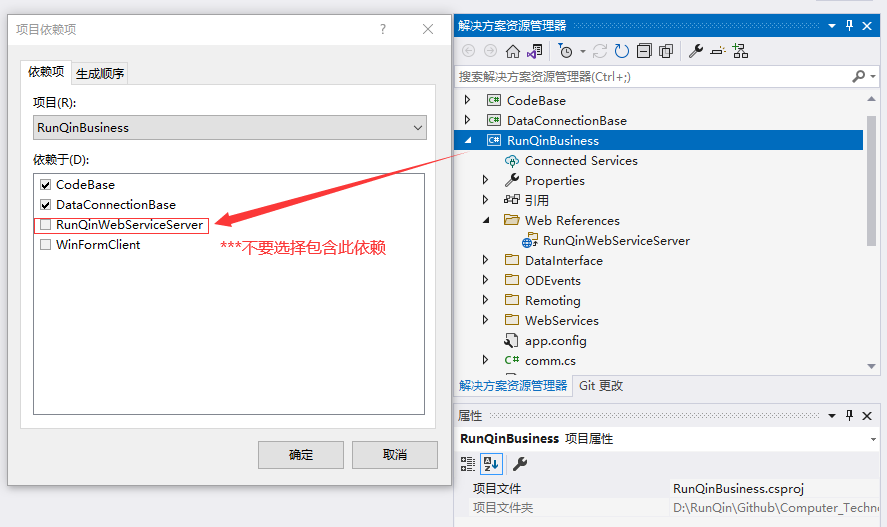 项目依赖项
依赖项
生成顺序
项目(R):
RunQinBusiness
依赖于(D):
CodeBase
DataConnectionBase
RunQinWebServiceServer
WinFormClient
***不要选择包含此依赖
确定
取消
解决方案资源管理器
搜索解决方案资源管理器(Ctrl+;)
CodeBase
DataConnectionBase
RunQinBusiness
Connected Services
Properties
引用
Web References
RunQinWebServiceServer
DataInterface
ODEvents
Remoting
WebServices
app.config
comm.cs
解决方案资源管理器
Git 更改
属性
RunQinBusiness 项目属性
项目文件
RunQinBusiness.csproj
项目文件夹
D:\RunQin\Github\Computer_Techno